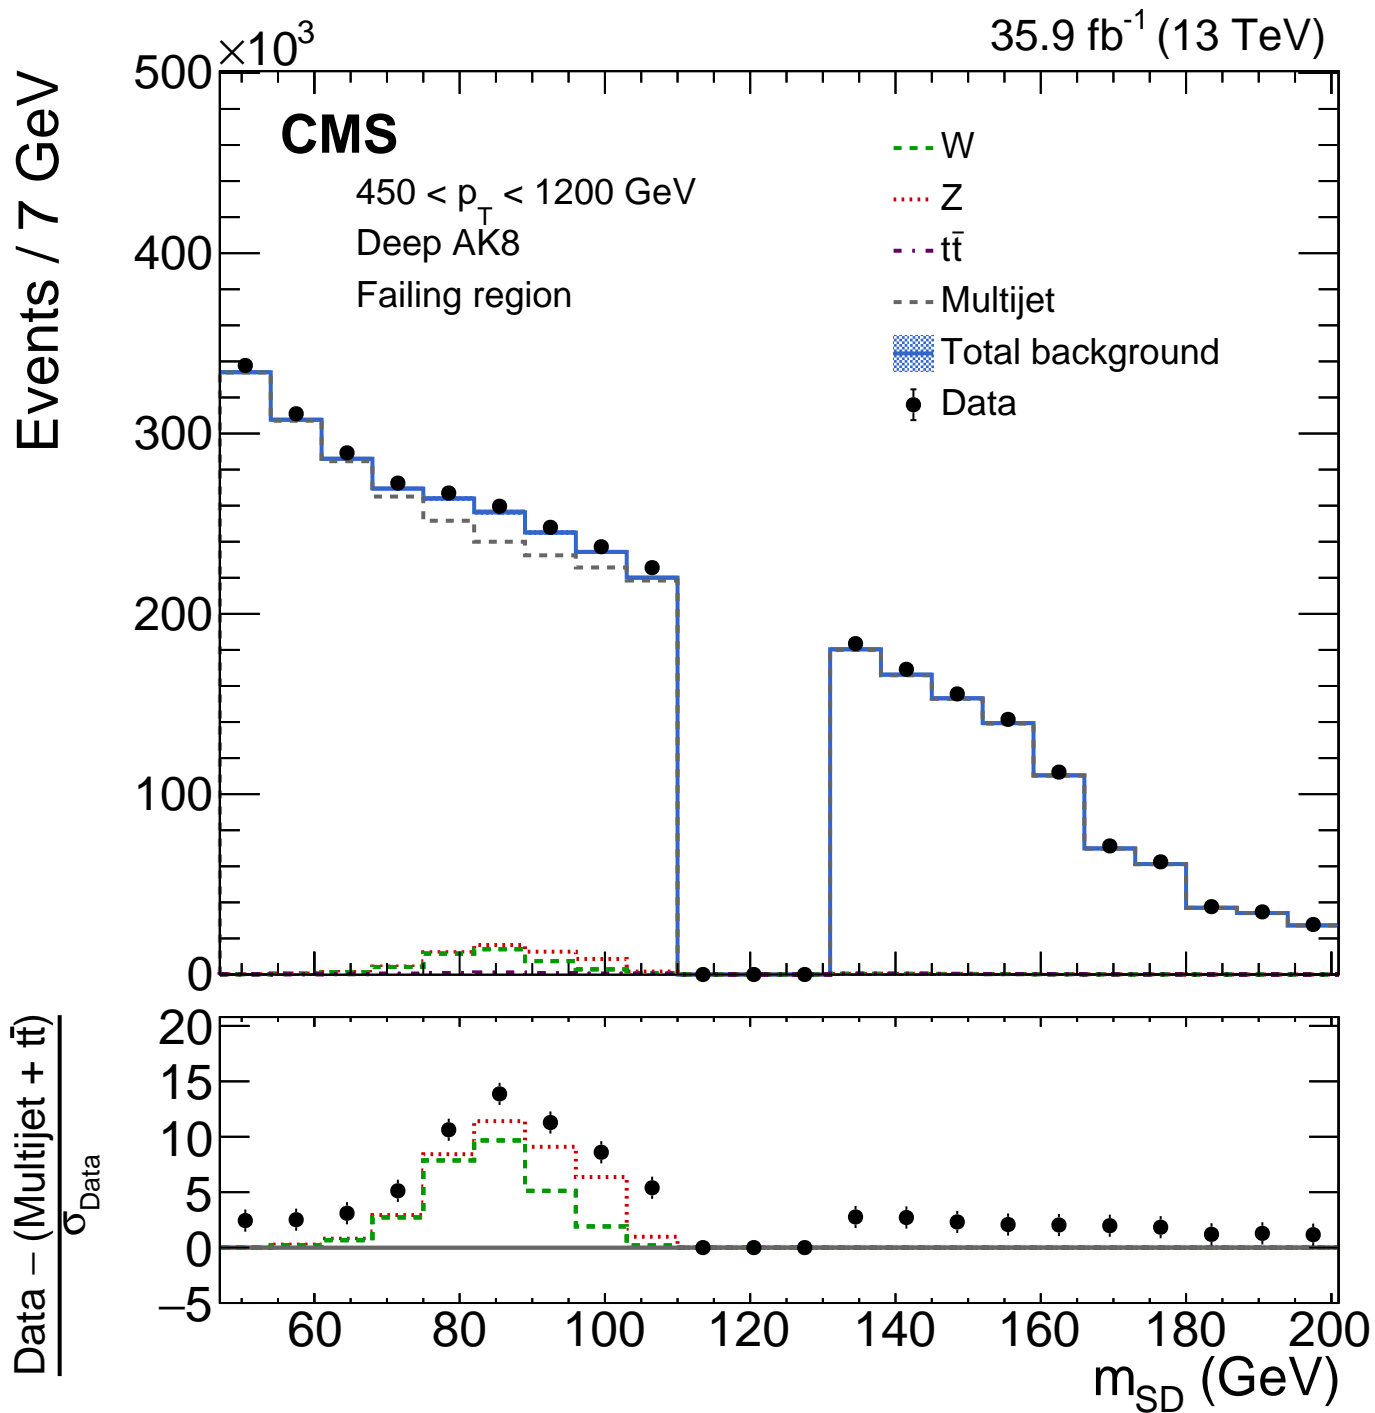 ×10³
35.9 fb⁻¹ (13 TeV)
CMS
450 < p_T < 1200 GeV
Deep AK8
Failing region
W
Z
tt̄
Multijet
Total background
Data
Events / 7 GeV
500
400
300
200
100
0
Data − (Multijet + tt̄)
σ_Data
20
15
10
5
0
−5
60 80 100 120 140 160 180 200
m_SD (GeV)